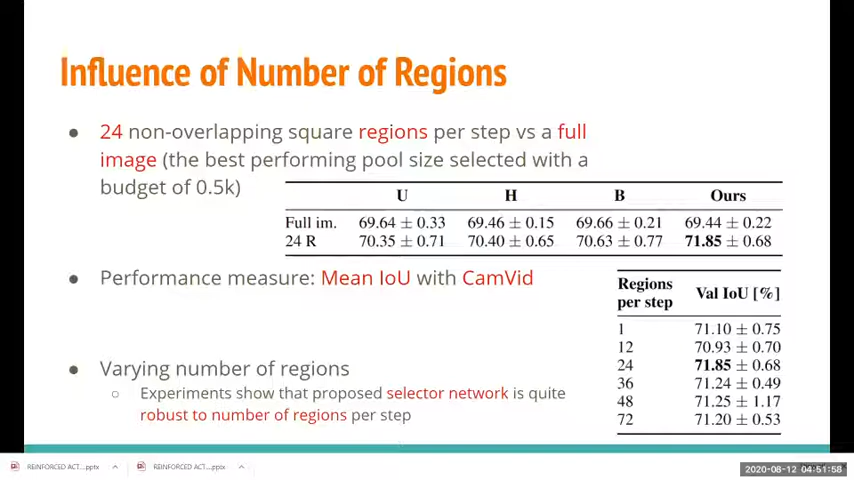 Influence of Number of Regions
● 24 non-overlapping square regions per step vs a full
image (the best performing pool size selected with a
budget of 0.5k)
U H B Ours
Full im. 69.64 ± 0.33 69.46 ± 0.15 69.66 ± 0.21 69.44 ± 0.22
24 R 70.35 ± 0.71 70.40 ± 0.65 70.63 ± 0.77 71.85 ± 0.68
● Performance measure: Mean IoU with CamVid
Regions
per step Val IoU [%]
1 71.10 ± 0.75
12 70.93 ± 0.70
24 71.85 ± 0.68
36 71.24 ± 0.49
48 71.25 ± 1.17
72 71.20 ± 0.53
● Varying number of regions
○ Experiments show that proposed selector network is quite
robust to number of regions per step
REINFORCED ACT....pptx
REINFORCED ACT....pptx
2020-08-12 04:51:58